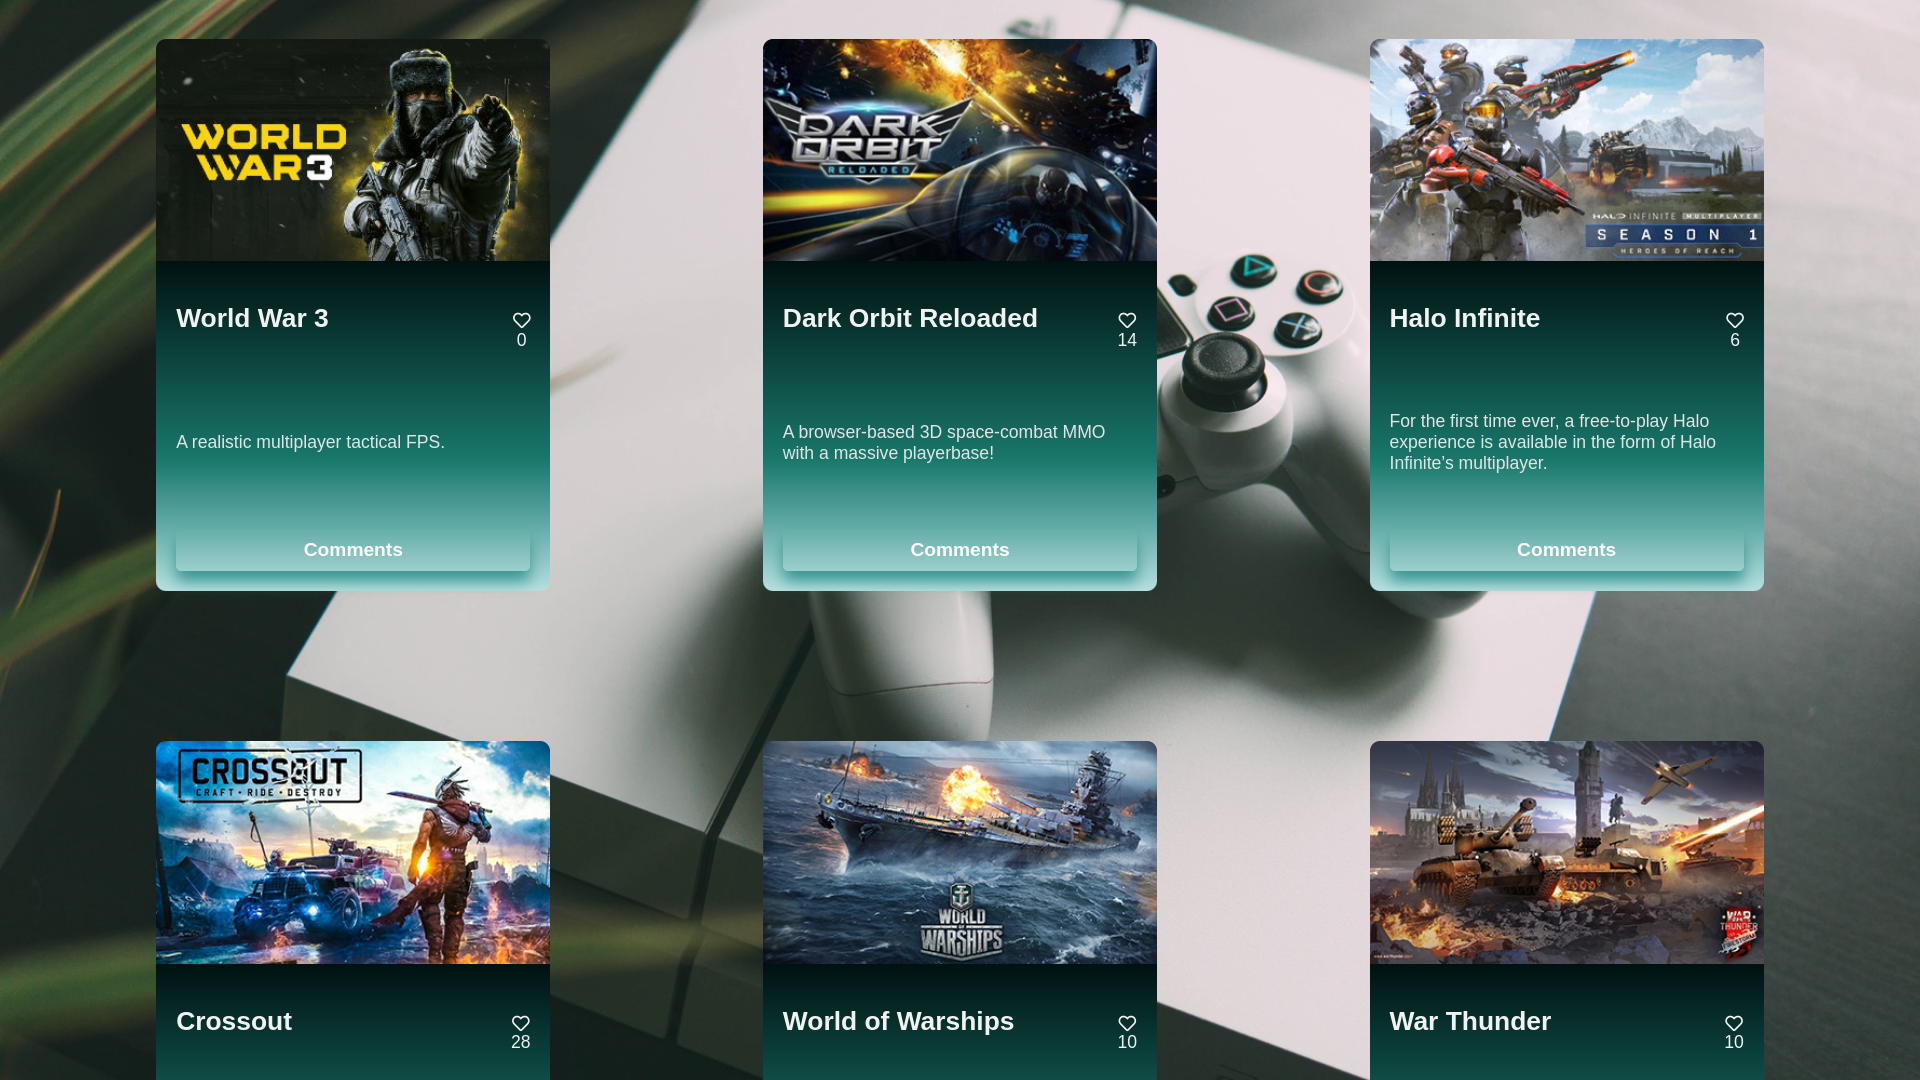 WORLD
WAR 3
World War 3
0
A realistic multiplayer tactical FPS.
Comments
DARK
ORBIT
RELOADED
Dark Orbit Reloaded
14
A browser-based 3D space-combat MMO
with a massive playerbase!
Comments
HALO INFINITE MULTIPLAYER
SEASON 1
HEROES OF REACH
Halo Infinite
6
For the first time ever, a free-to-play Halo
experience is available in the form of Halo
Infinite’s multiplayer.
Comments
CROSSOUT
CRAFT • RIDE • DESTROY
Crossout
28
WORLD
OF
WARSHIPS
World of Warships
10
WAR
THUNDER
FIRESTORM
War Thunder
10